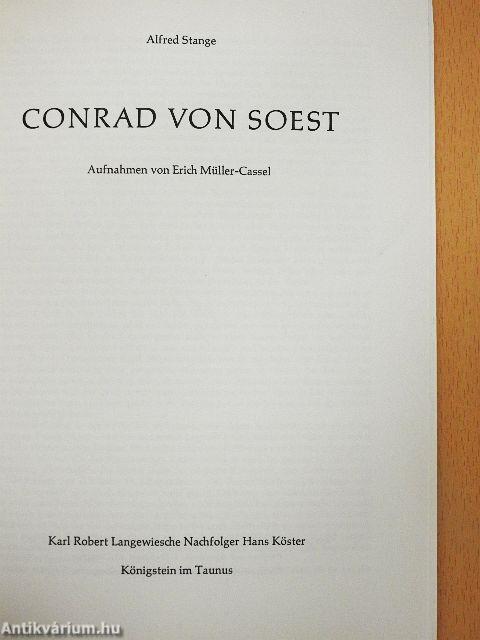 Alfred Stange
CONRAD VON SOEST
Aufnahmen von Erich Müller-Cassel
Karl Robert Langewiesche Nachfolger Hans Köster
Königstein im Taunus
Antikvárium.hu